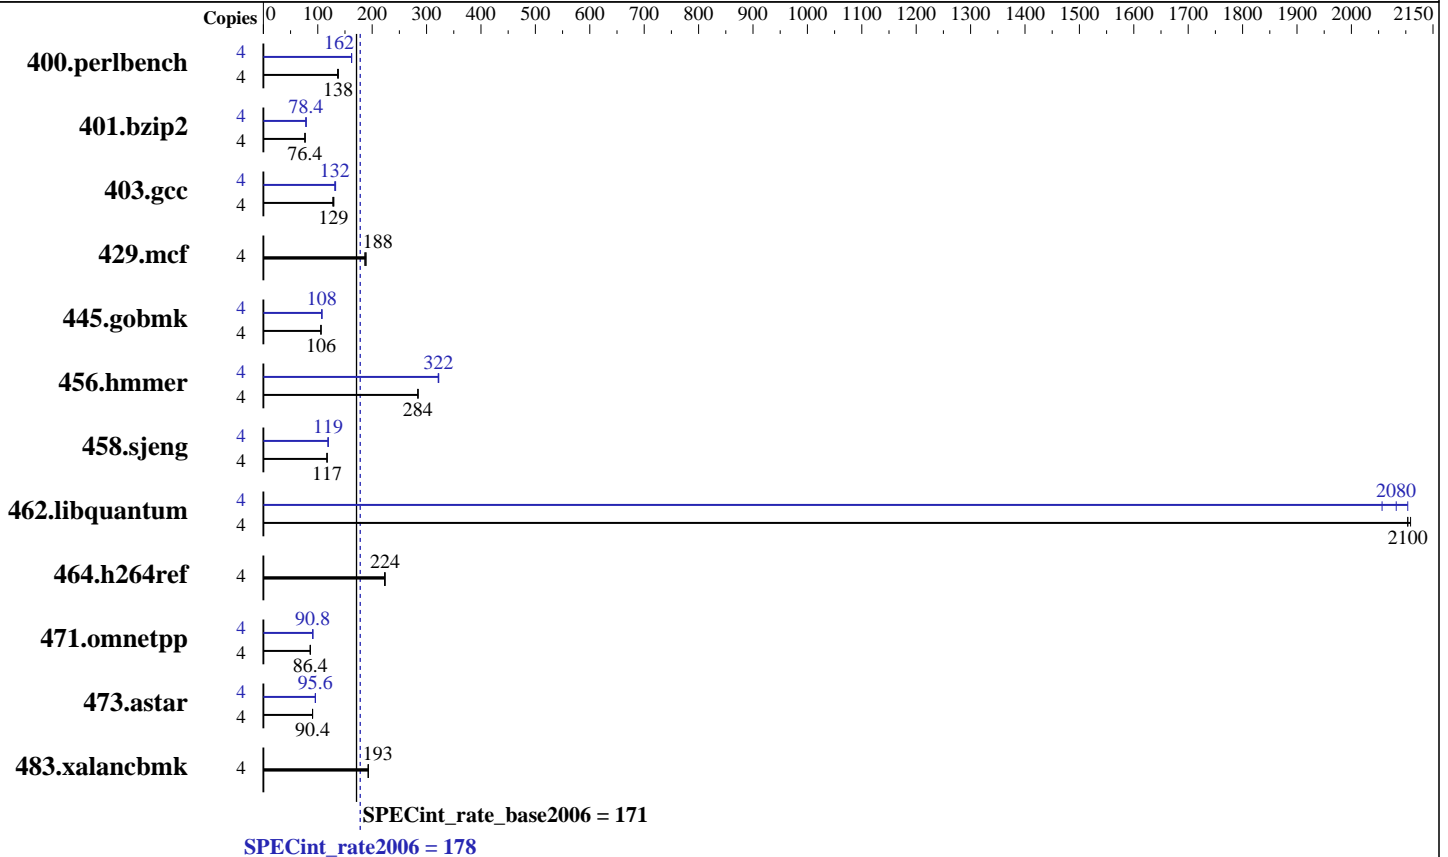 Copies 0 100 200 300 400 500 600 700 800 900 1000 1100 1200 1300 1400 1500 1600 1700 1800 1900 2000 2150
400.perlbench 4 162
4 138
401.bzip2 4 78.4
4 76.4
403.gcc 4 132
4 129
429.mcf 4 188
445.gobmk 4 108
4 106
456.hmmer 4 322
4 284
458.sjeng 4 119
4 117
462.libquantum 4 2080
4 2100
464.h264ref 4 224
471.omnetpp 4 90.8
4 86.4
473.astar 4 95.6
4 90.4
483.xalancbmk 4 193
SPECint_rate_base2006 = 171
SPECint_rate2006 = 178